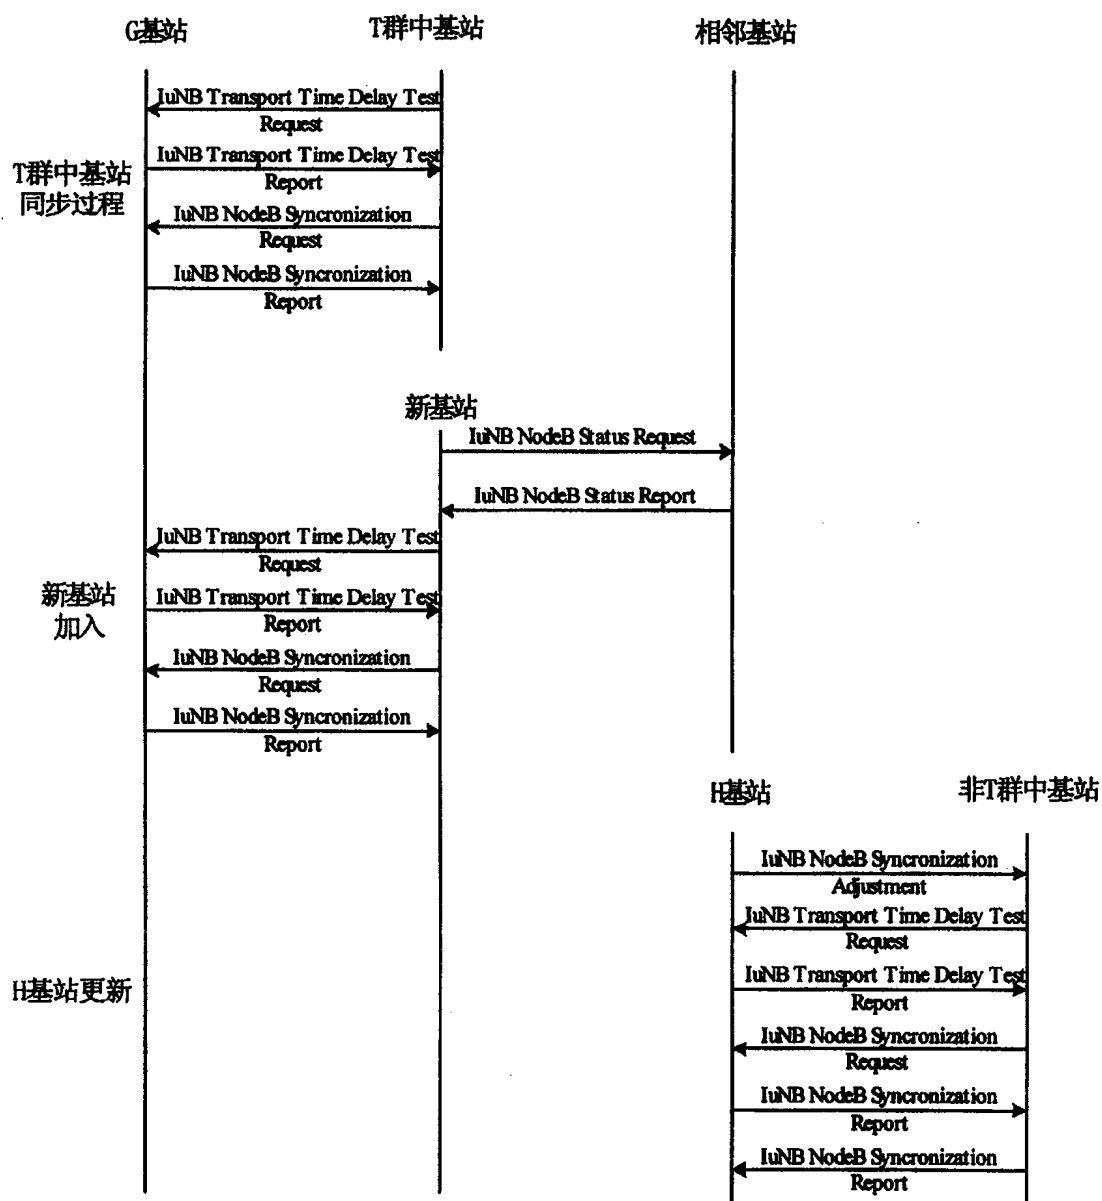 G基站
T群中基站
相邻基站
IuNB Transport Time Delay Test
Request
IuNB Transport Time Delay Test
Report
T群中基站
同步过程
IuNB NodeB Syncronization
Request
IuNB NodeB Syncronization
Report
新基站
IuNB NodeB Status Request
IuNB NodeB Status Report
IuNB Transport Time Delay Test
Request
新基站
加入
IuNB Transport Time Delay Test
Report
IuNB NodeB Syncronization
Request
IuNB NodeB Syncronization
Report
H基站
非T群中基站
IuNB NodeB Syncronization
Adjustment
IuNB Transport Time Delay Test
Request
H基站更新
IuNB Transport Time Delay Test
Report
IuNB NodeB Syncronization
Request
IuNB NodeB Syncronization
Report
IuNB NodeB Syncronization
Report